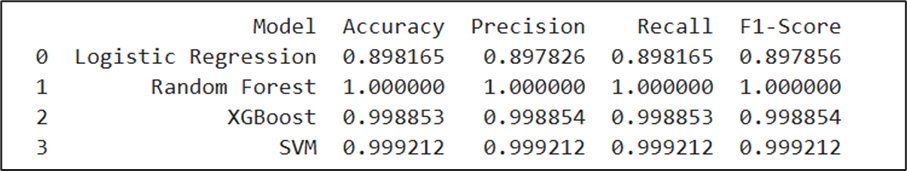 Model Accuracy Precision Recall F1-Score
0 Logistic Regression 0.898165 0.897826 0.898165 0.897856
1 Random Forest 1.000000 1.000000 1.000000 1.000000
2 XGBoost 0.998853 0.998854 0.998853 0.998854
3 SVM 0.999212 0.999212 0.999212 0.999212